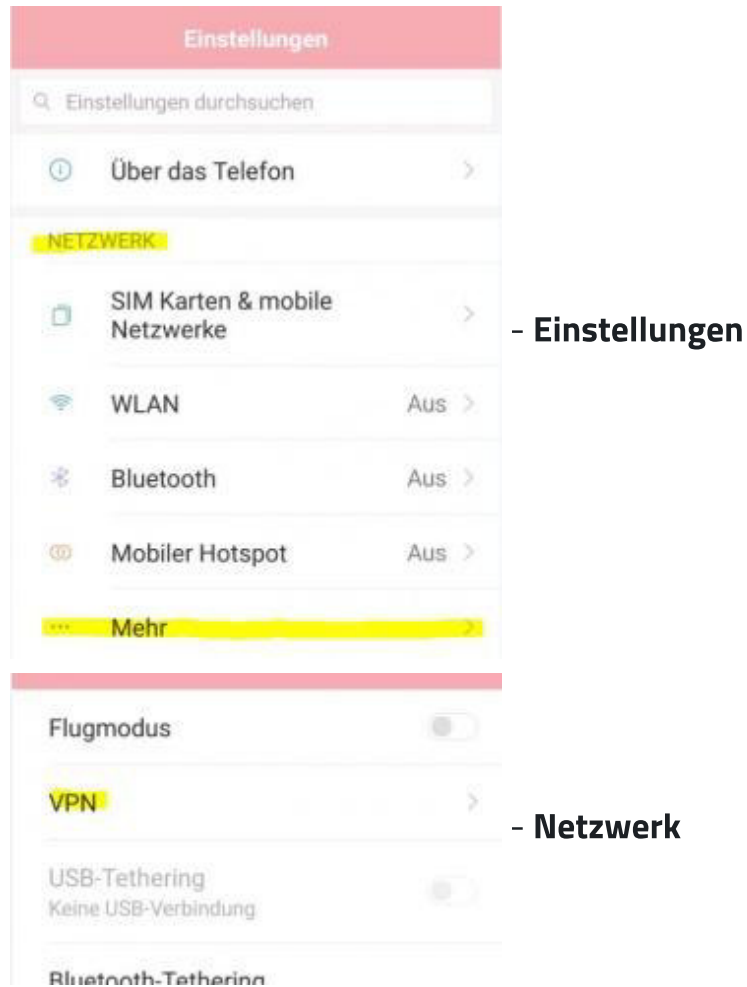 Einstellungen
Einstellungen durchsuchen
Über das Telefon
NETZWERK
SIM Karten & mobile
Netzwerke
WLAN Aus
Bluetooth Aus
Mobiler Hotspot Aus
Mehr
- Einstellungen
Flugmodus
VPN
USB-Tethering
Keine USB-Verbindung
Bluetooth-Tethering
- Netzwerk